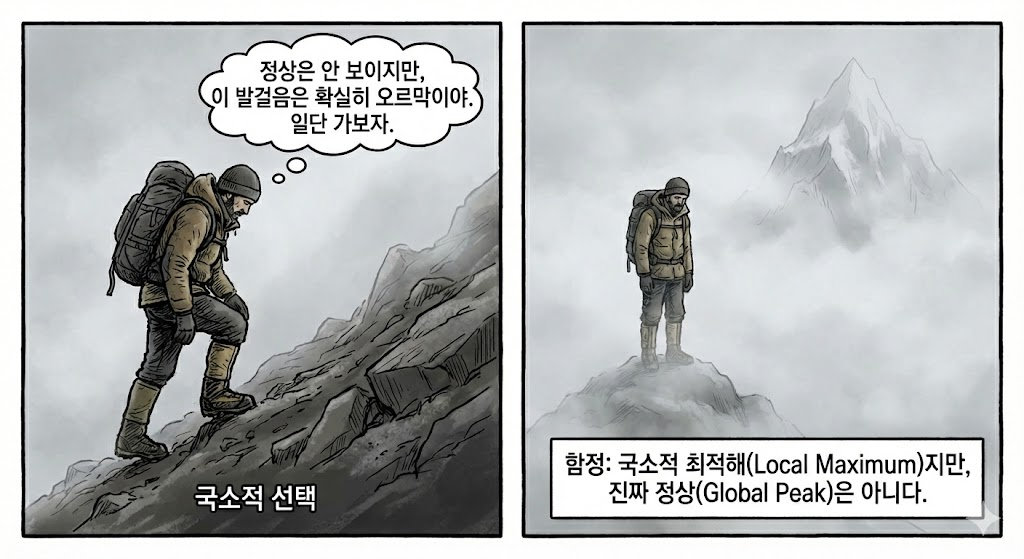 정상은 안 보이지만,
이 발걸음은 확실히 오르막이야.
일단 가보자.
국소적 선택
함정: 국소적 최적해(Local Maximum)지만,
진짜 정상(Global Peak)은 아니다.